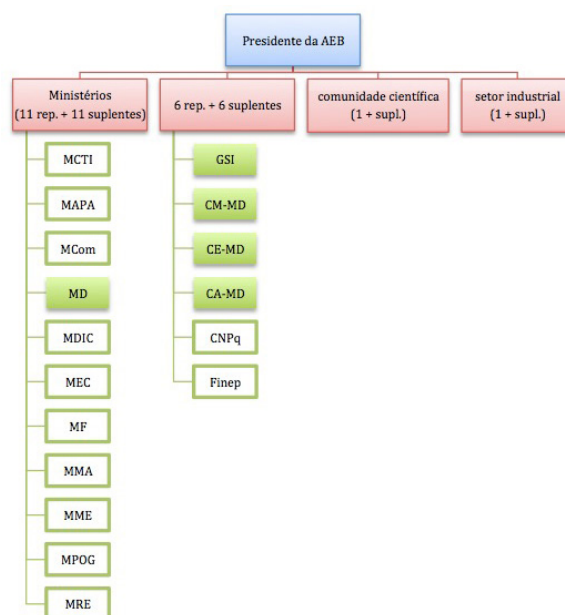 Presidente da AEB
Ministérios
(11 rep. + 11 suplentes)
6 rep. + 6 suplentes
comunidade científica
(1 + supl.)
setor industrial
(1 + supl.)
MCTI
MAPA
MCom
MD
MDIC
MEC
MF
MMA
MME
MPOG
MRE
GSI
CM-MD
CE-MD
CA-MD
CNPq
Finep